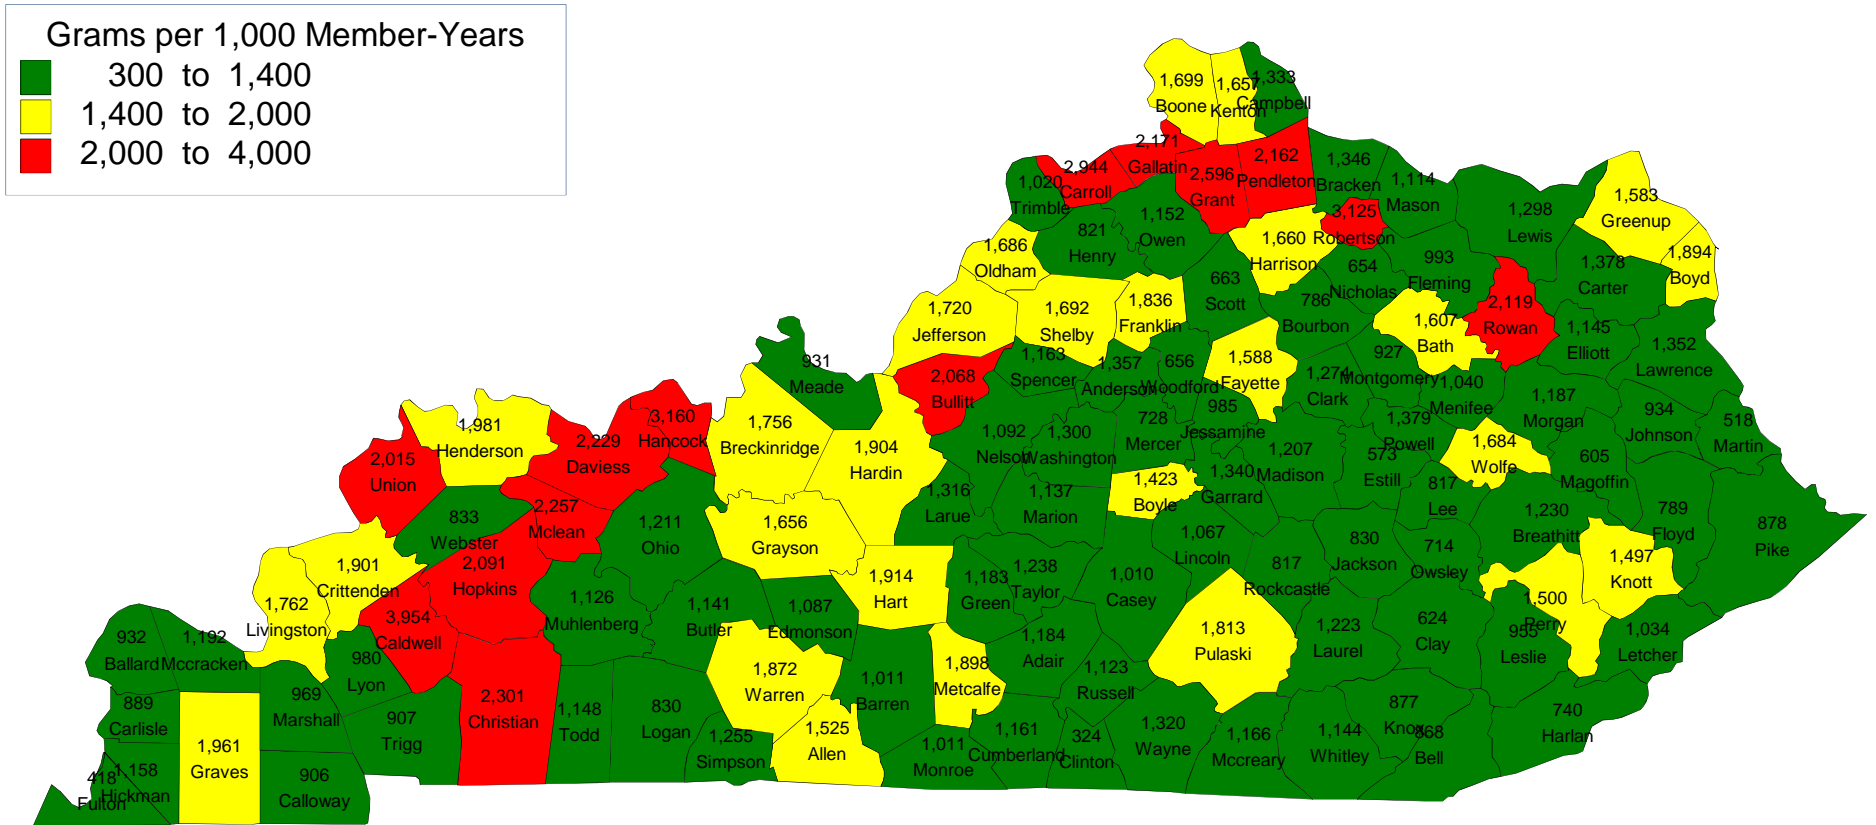 Grams per 1,000 Member-Years
300 to 1,400
1,400 to 2,000
2,000 to 4,000
1,699
Boone
1,657
Kenton
1,333
Campbell
2,171
Gallatin
2,944
Carroll
1,020
Trimble
2,596
Grant
2,162
Pendleton
1,346
Bracken
1,114
Mason
3,125
Robertson
1,298
Lewis
1,583
Greenup
1,894
Boyd
1,152
Owen
821
Henry
1,686
Oldham
1,660
Harrison
654
Nicholas
993
Fleming
1,378
Carter
663
Scott
1,720
Jefferson
1,692
Shelby
1,836
Franklin
786
Bourbon
1,607
Bath
2,119
Rowan
1,145
Elliott
1,352
Lawrence
931
Meade
2,068
Bullitt
1,163
Spencer
1,357
Anderson
656
Woodford
1,588
Fayette
1,274
Clark
927
Montgomery
1,040
Menifee
1,187
Morgan
934
Johnson
518
Martin
1,981
Henderson
2,229
Daviess
3,160
Hancock
1,756
Breckinridge
1,904
Hardin
1,092
Nelson
1,300
Washington
728
Mercer
985
Jessamine
1,207
Madison
1,379
Powell
573
Estill
1,684
Wolfe
605
Magoffin
2,015
Union
1,316
Larue
1,137
Marion
1,423
Boyle
1,340
Garrard
817
Lee
1,230
Breathitt
789
Floyd
878
Pike
833
Webster
2,257
Mclean
1,211
Ohio
1,656
Grayson
1,067
Lincoln
830
Jackson
714
Owsley
1,497
Knott
1,901
Crittenden
2,091
Hopkins
1,914
Hart
1,183
Green
1,238
Taylor
1,010
Casey
817
Rockcastle
1,500
Perry
1,762
Livingston
3,954
Caldwell
1,126
Muhlenberg
1,141
Butler
1,087
Edmonson
1,184
Adair
1,813
Pulaski
1,223
Laurel
624
Clay
955
Leslie
1,034
Letcher
932
Ballard
1,192
Mccracken
980
Lyon
1,872
Warren
1,011
Barren
1,898
Metcalfe
1,123
Russell
889
Carlisle
969
Marshall
907
Trigg
2,301
Christian
1,148
Todd
830
Logan
1,255
Simpson
1,525
Allen
1,011
Monroe
1,161
Cumberland
324
Clinton
1,320
Wayne
1,166
Mccreary
1,144
Whitley
877
Knox
868
Bell
740
Harlan
1,961
Graves
418
Fulton
1,158
Hickman
906
Calloway